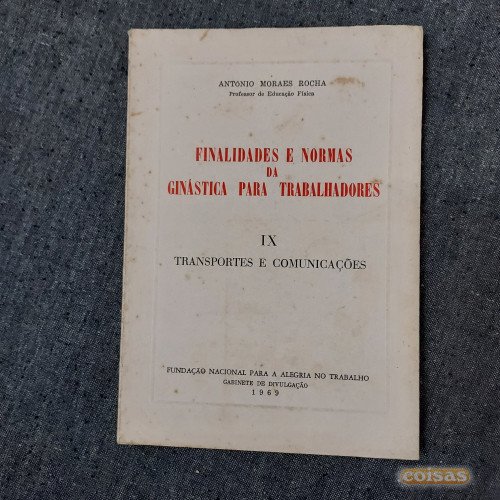 ANTÓNIO MORAES ROCHA
Professor de Educação Física
FINALIDADES E NORMAS
DA
GINÁSTICA PARA TRABALHADORES
IX
TRANSPORTES E COMUNICAÇÕES
FUNDAÇÃO NACIONAL PARA A ALEGRIA NO TRABALHO
GABINETE DE DIVULGAÇÃO
1969
coisas